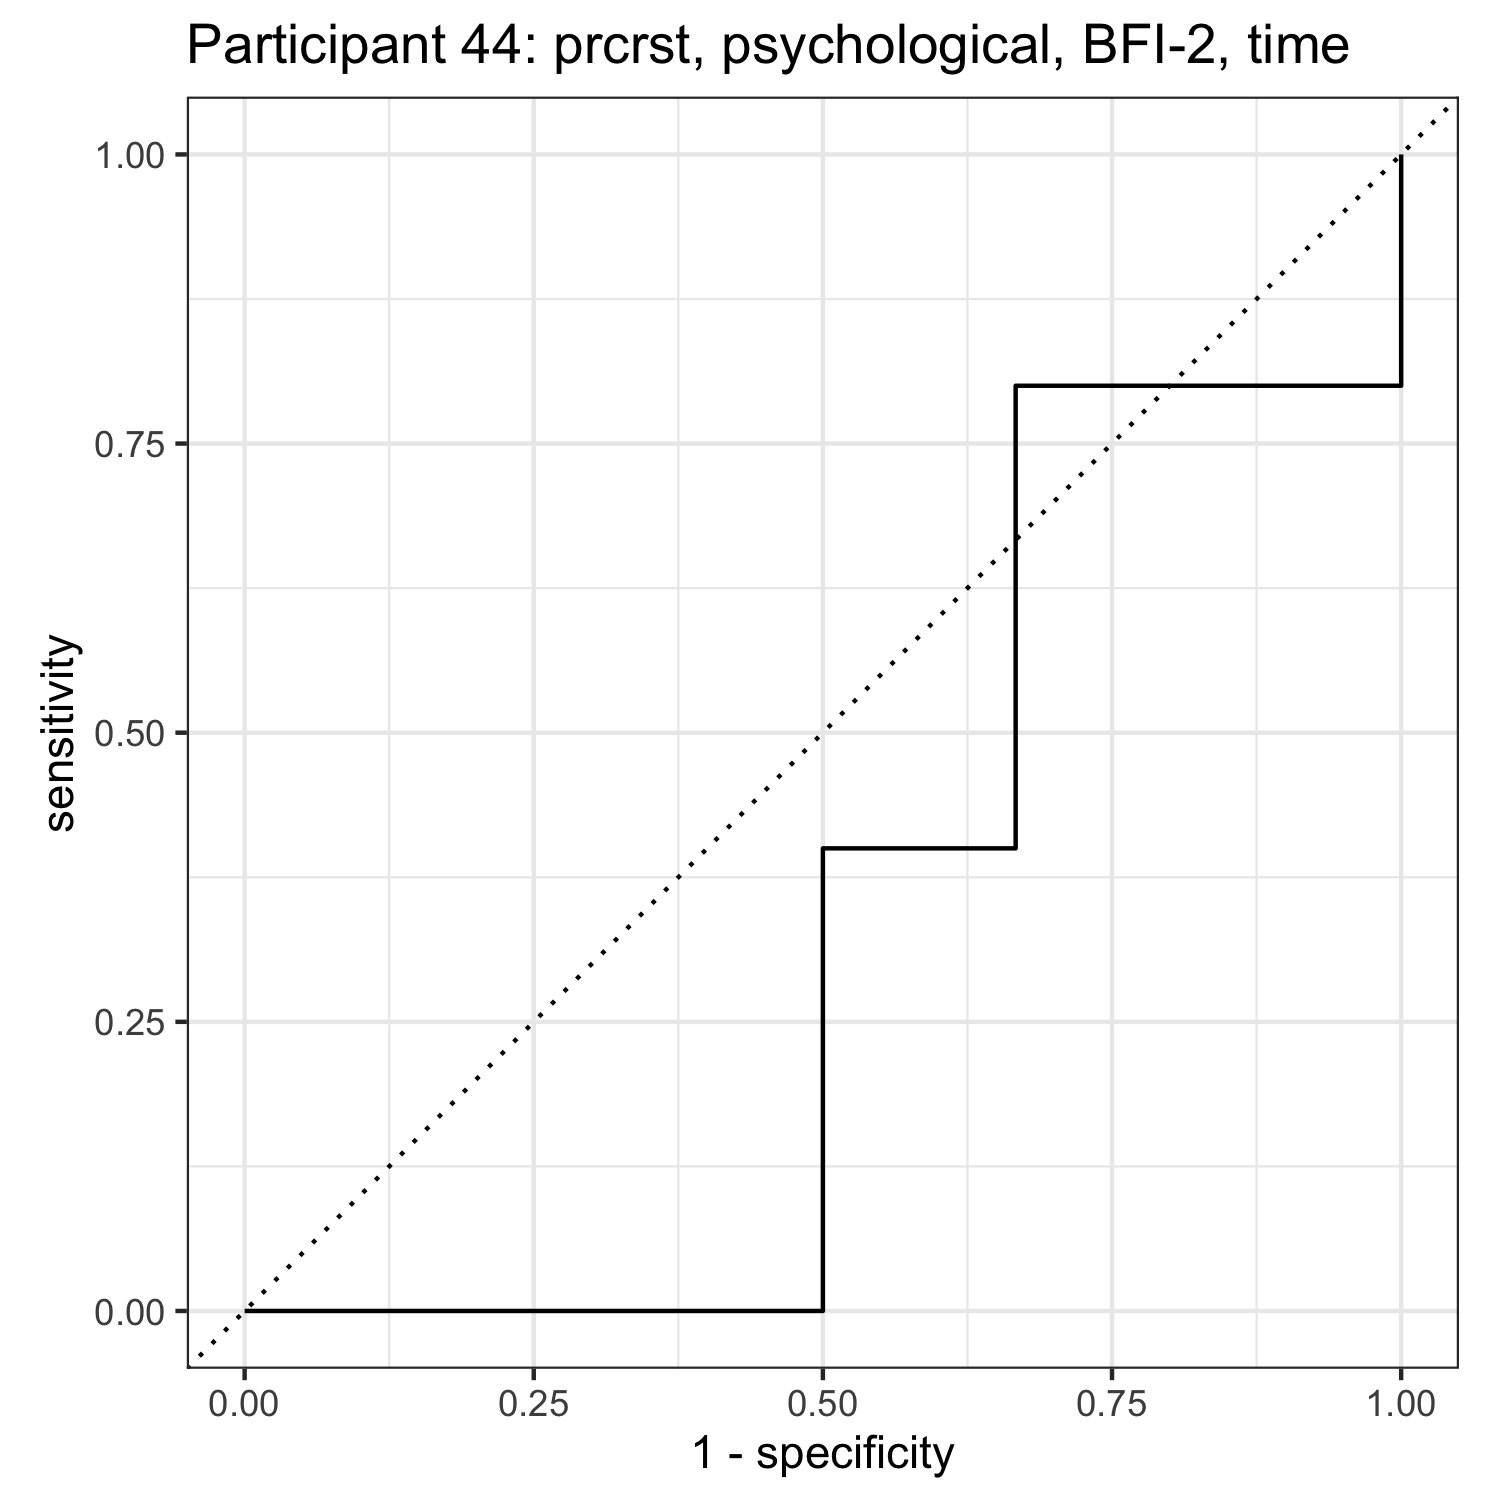 Participant 44: prcrst, psychological, BFI-2, time
1.00
0.75
0.50
0.25
0.00
sensitivity
0.00 0.25 0.50 0.75 1.00
1 - specificity